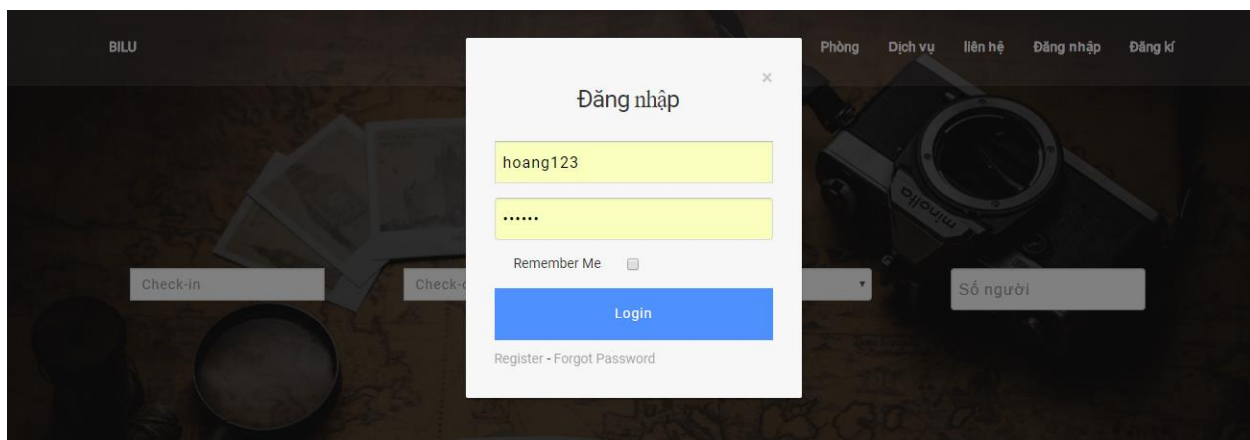 BILU
Phòng Dịch vụ liên hệ Đăng nhập Đăng kí
×
Đăng nhập
hoang123
••••••
Remember Me
Login
Register - Forgot Password
Check-in
Check-
Số người
minolta